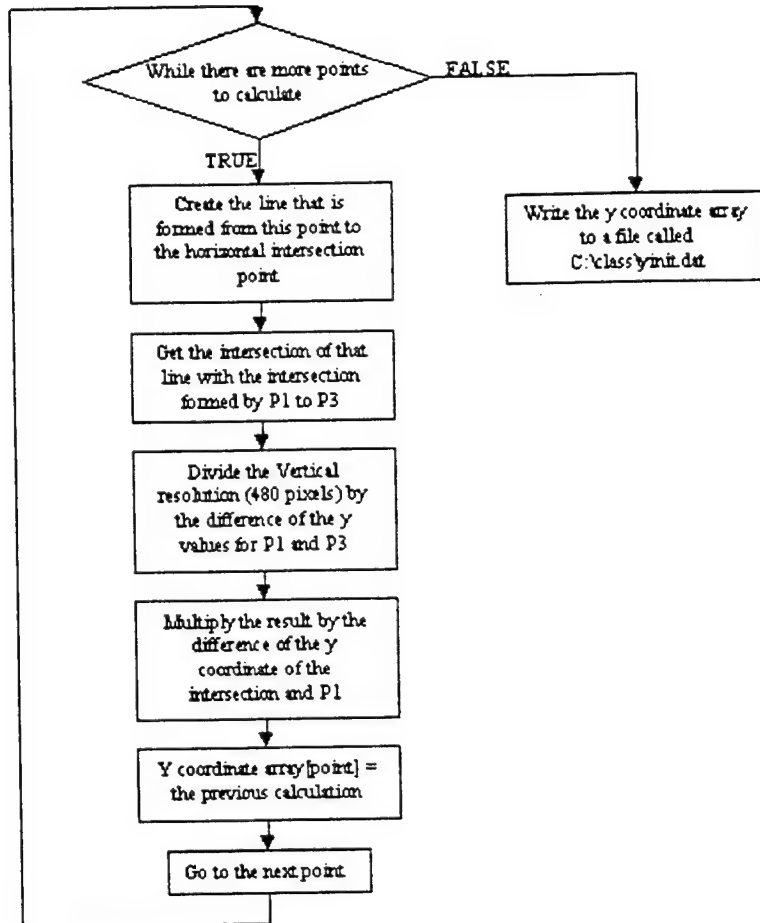 While there are more points
to calculate
FALSE
TRUE
Create the line that is
formed from this point to
the horizontal intersection
point
Write the y coordinate array
to a file called
C:\class\yinit.dat
Get the intersection of that
line with the intersection
formed by P1 to P3
Divide the Vertical
resolution (480 pixels) by
the difference of the y
values for P1 and P3
Multiply the result by the
difference of the y
coordinate of the
intersection and P1
Y coordinate array[point] =
the previous calculation
Go to the next point